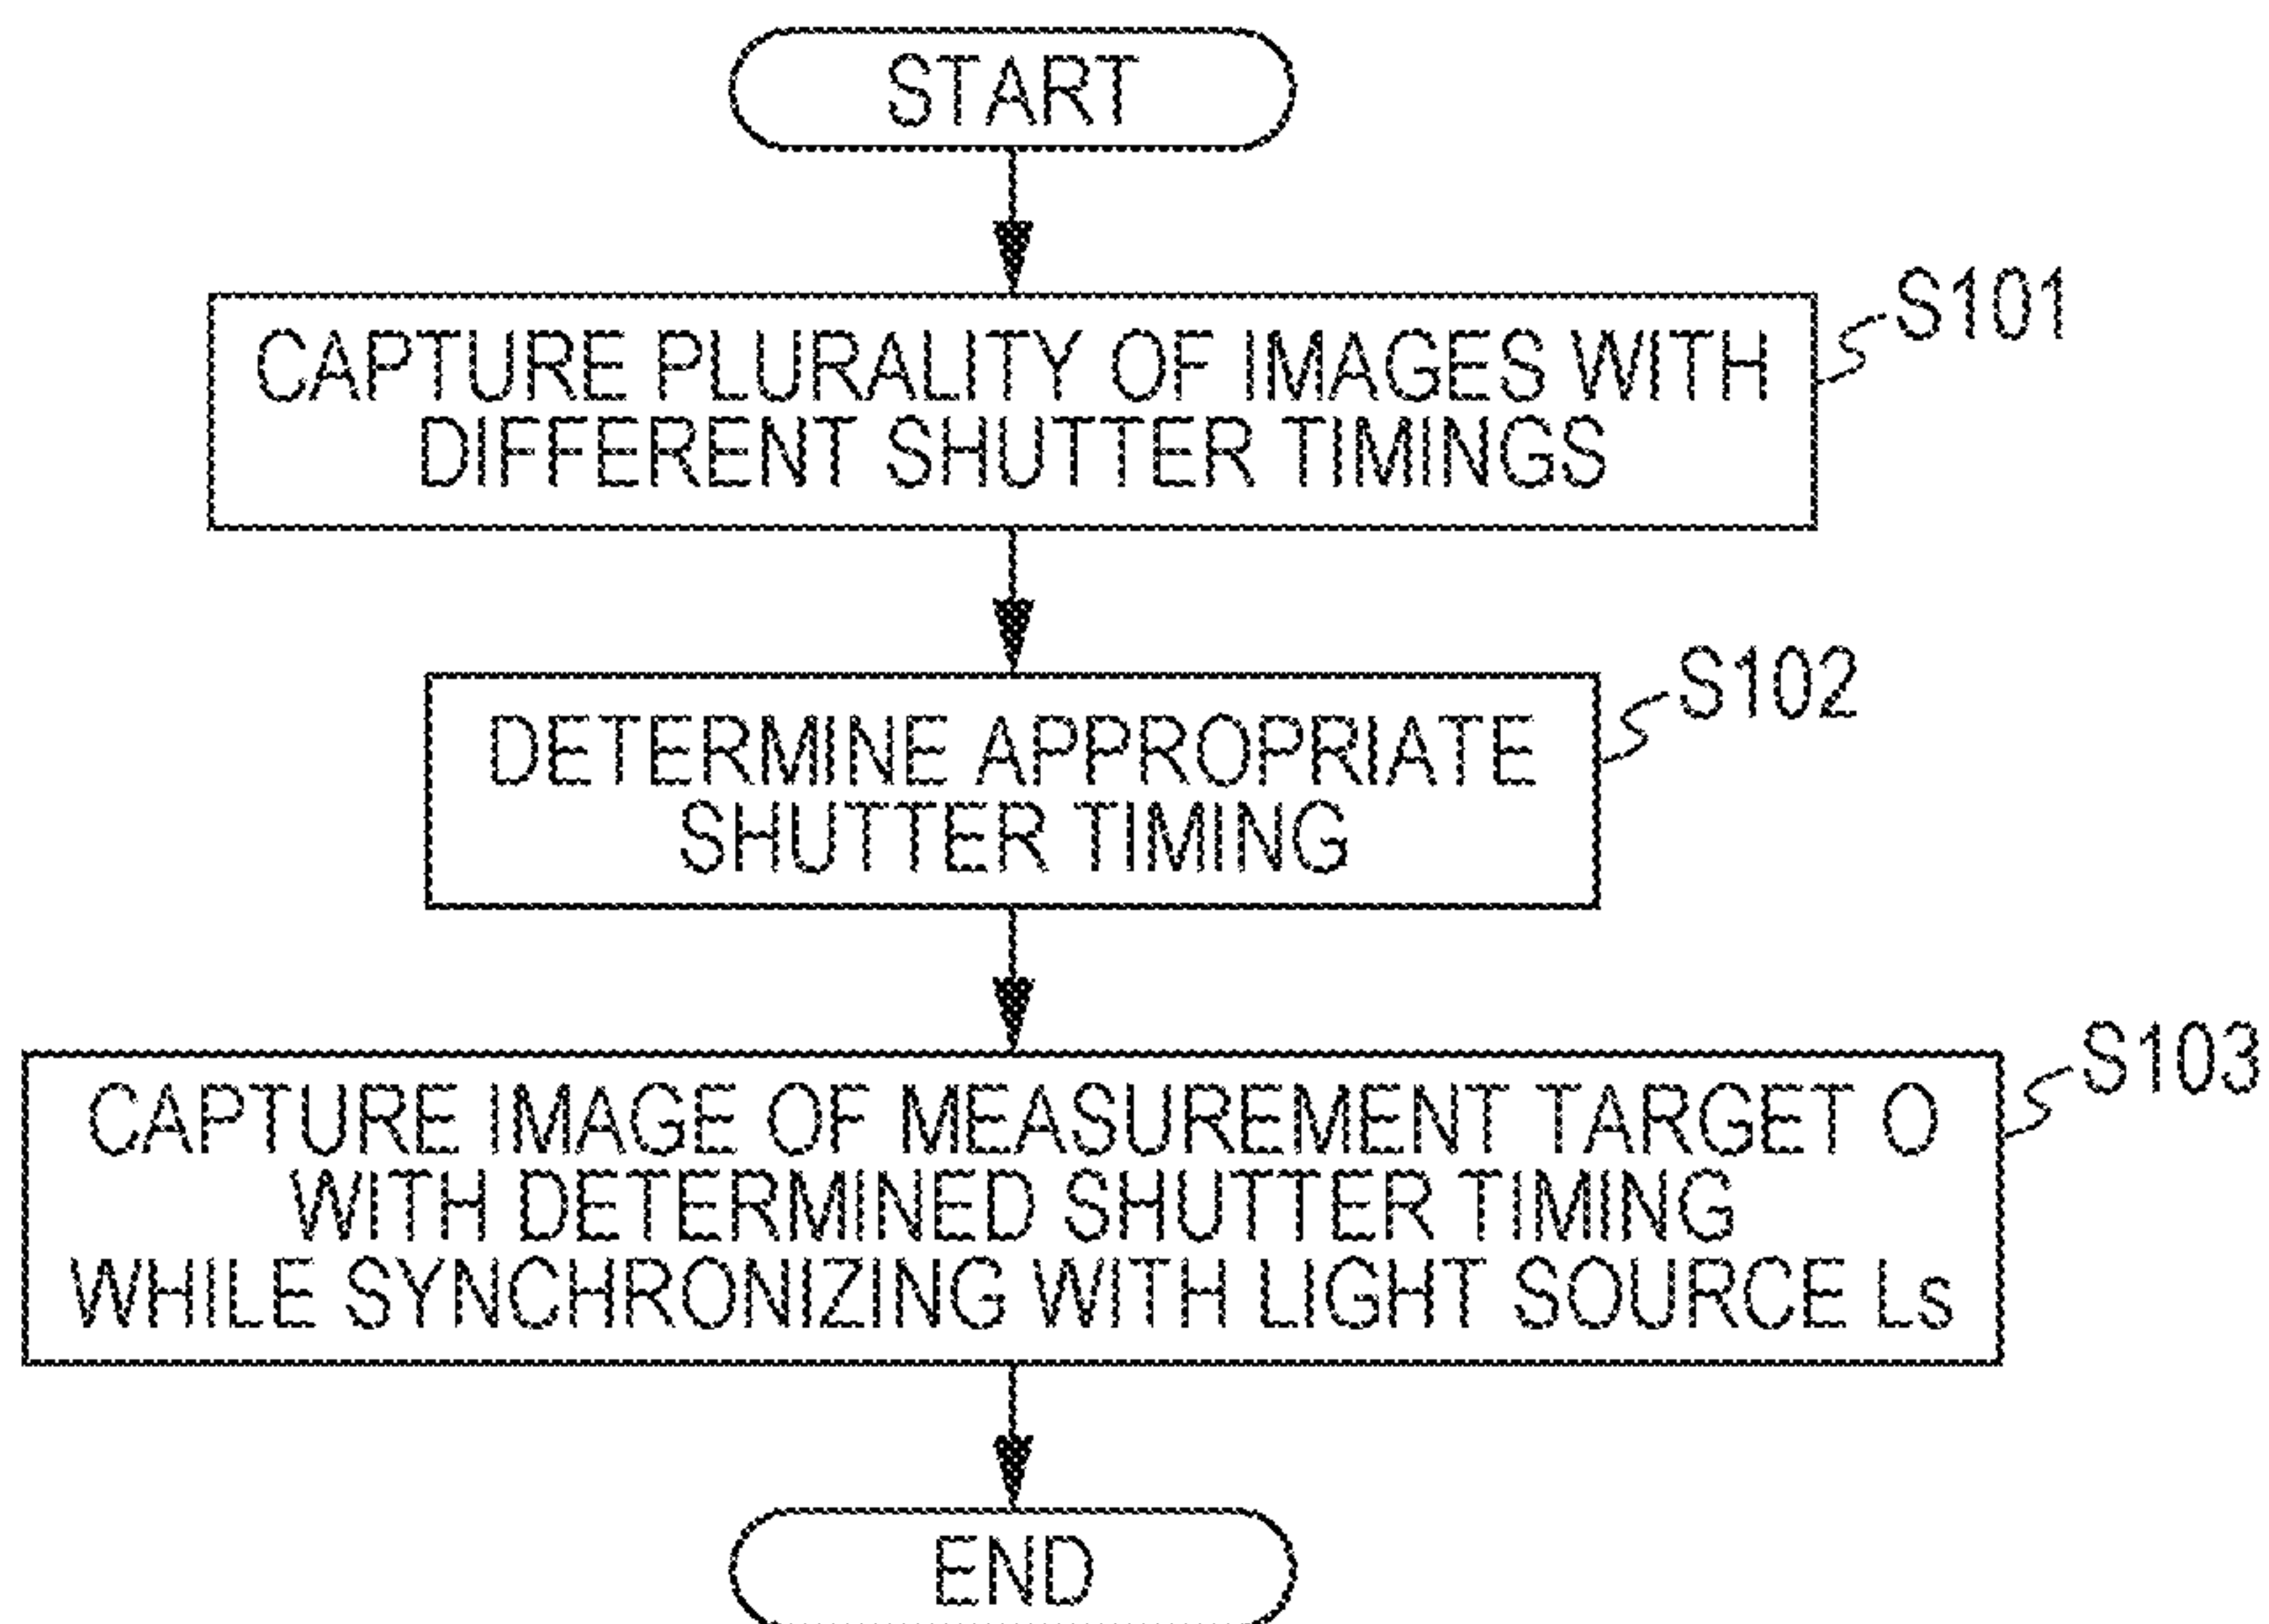 START
S101
CAPTURE PLURALITY OF IMAGES WITH
DIFFERENT SHUTTER TIMINGS
S102
DETERMINE APPROPRIATE
SHUTTER TIMING
S103
CAPTURE IMAGE OF MEASUREMENT TARGET O
WITH DETERMINED SHUTTER TIMING
WHILE SYNCHRONIZING WITH LIGHT SOURCE Ls
END